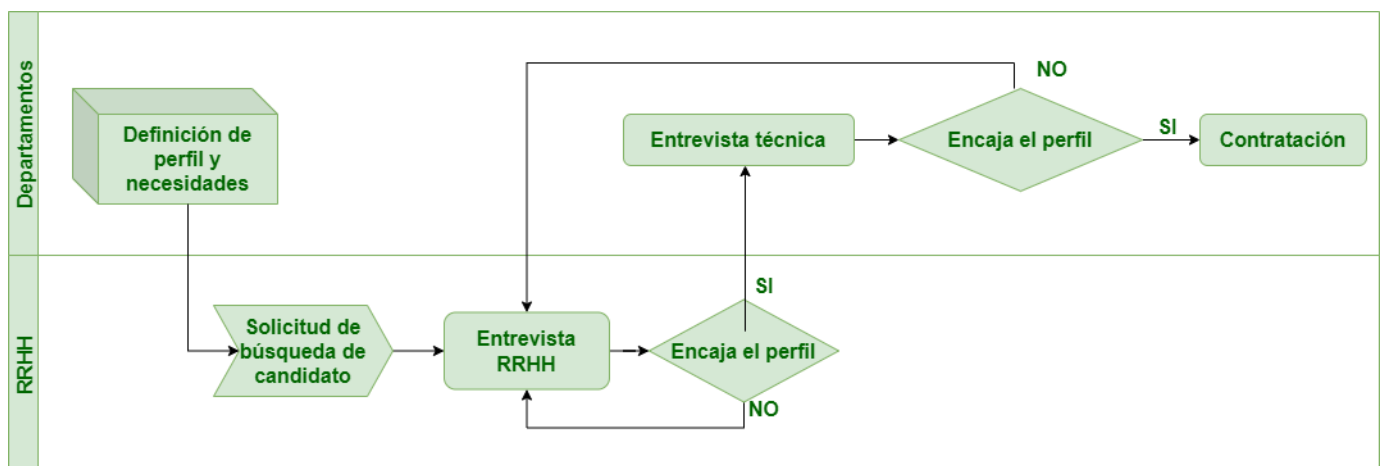 Departamentos
Definición de
perfil y
necesidades
Entrevista técnica
Encaja el perfil
NO
SI
Contratación
RRHH
Solicitud de
búsqueda de
candidato
Entrevista
RRHH
Encaja el perfil
SI
NO